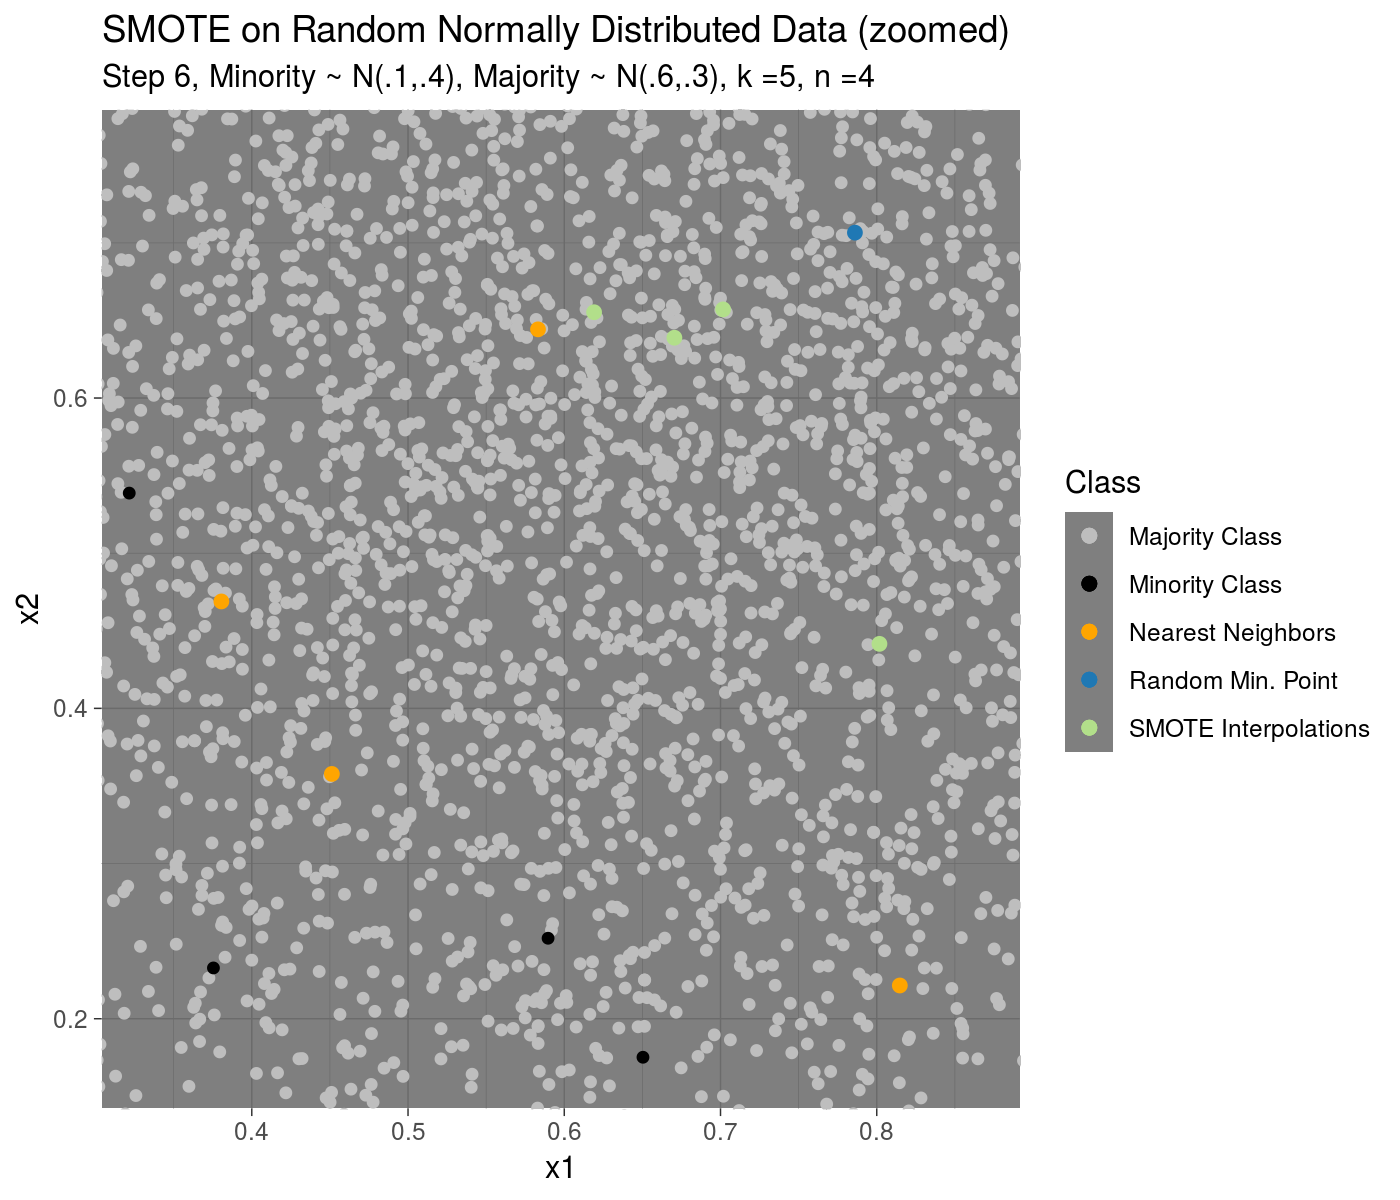 SMOTE on Random Normally Distributed Data (zoomed)
Step 6, Minority ~ N(.1,.4), Majority ~ N(.6,.3), k =5, n =4
0.6
0.4
0.2
x2
0.4
0.5
0.6
0.7
0.8
x1
Class
Majority Class
Minority Class
Nearest Neighbors
Random Min. Point
SMOTE Interpolations